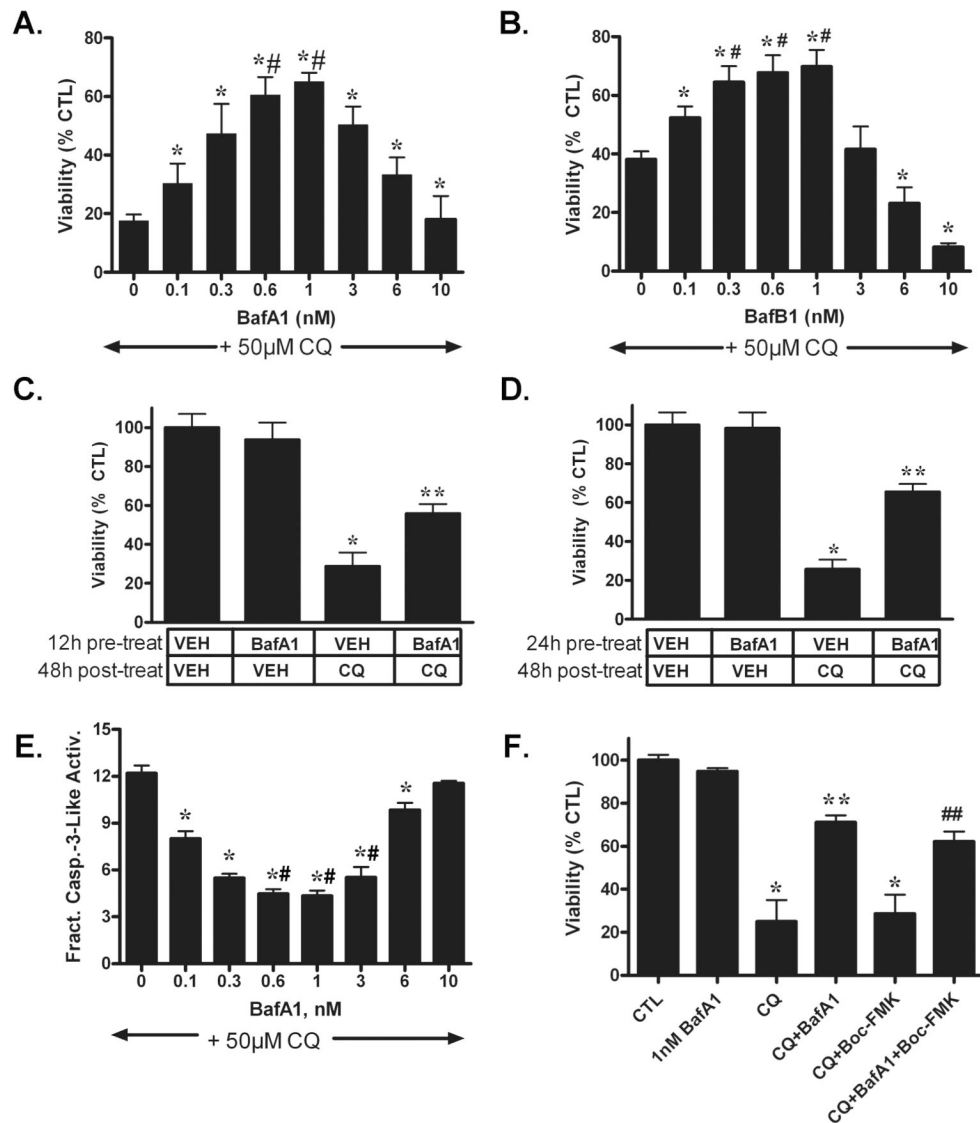 A.
80
60
40
20
0
Viability (% CTL)
*
*
*#
*#
*
*
*
0 0.1 0.3 0.6 1 3 6 10
BafA1 (nM)
+ 50µM CQ
B.
80
60
40
20
0
Viability (% CTL)
*
*#
*#
*#
*
*
0 0.1 0.3 0.6 1 3 6 10
BafB1 (nM)
+ 50µM CQ
C.
100
80
60
40
20
0
Viability (% CTL)
*
**
12h pre-treat VEH BafA1 VEH BafA1
48h post-treat VEH VEH CQ CQ
D.
100
80
60
40
20
0
Viability (% CTL)
*
**
24h pre-treat VEH BafA1 VEH BafA1
48h post-treat VEH VEH CQ CQ
E.
15
12
9
6
3
0
Fract. Casp.-3-Like Activ.
*
*
*#
*#
*#
*
0 0.1 0.3 0.6 1 3 6 10
BafA1, nM
+ 50µM CQ
F.
100
80
60
40
20
0
Viability (% CTL)
*
**
*
##
CTL
1nM BafA1
CQ
CQ+BafA1
CQ+Boc-FMK
CQ+BafA1+Boc-FMK